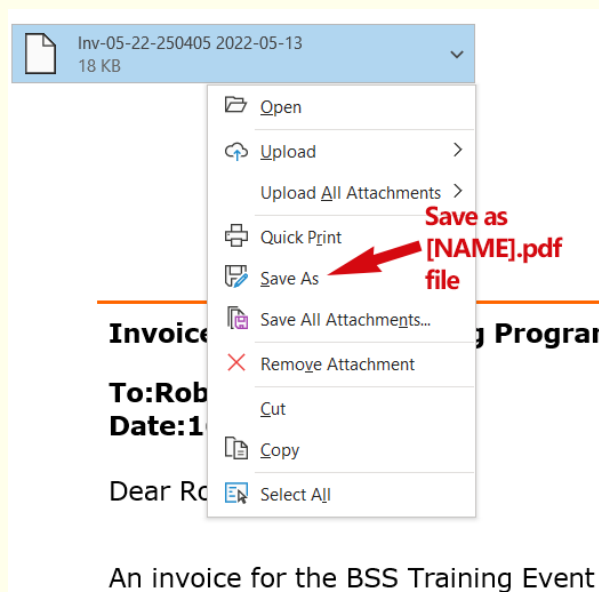 Inv-05-22-250405 2022-05-13
18 KB
Open
Upload
Upload All Attachments
Quick Print
Save As
Save All Attachments...
Remove Attachment
Cut
Copy
Select All
Save as
[NAME].pdf
file
Invoice
To:Rob
Date:1
Dear Ro
An invoice for the BSS Training Event